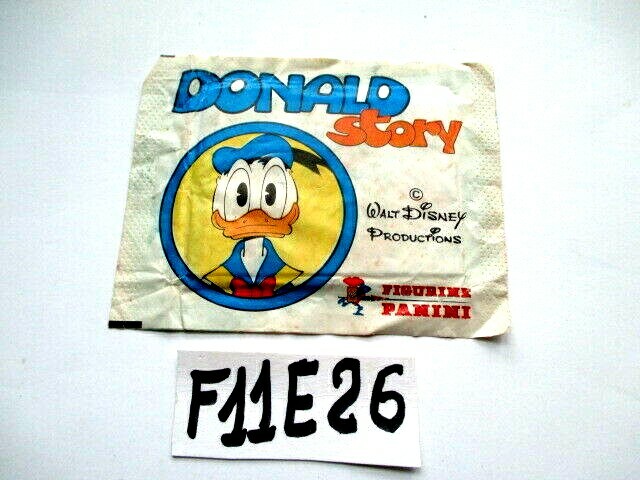 DONALD
story
©
WALT DISNEY
PRODUCTIONS
FIGURINE
PANINI
F11E26